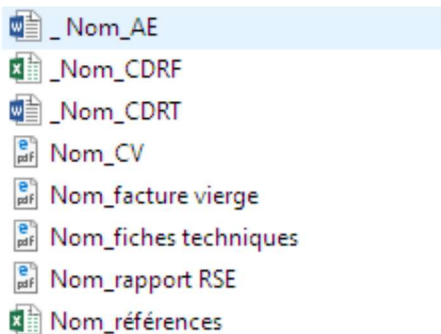 _ Nom_AE
_Nom_CDRF
_Nom_CDRT
Nom_CV
Nom_facture vierge
Nom_fiches techniques
Nom_rapport RSE
Nom_références